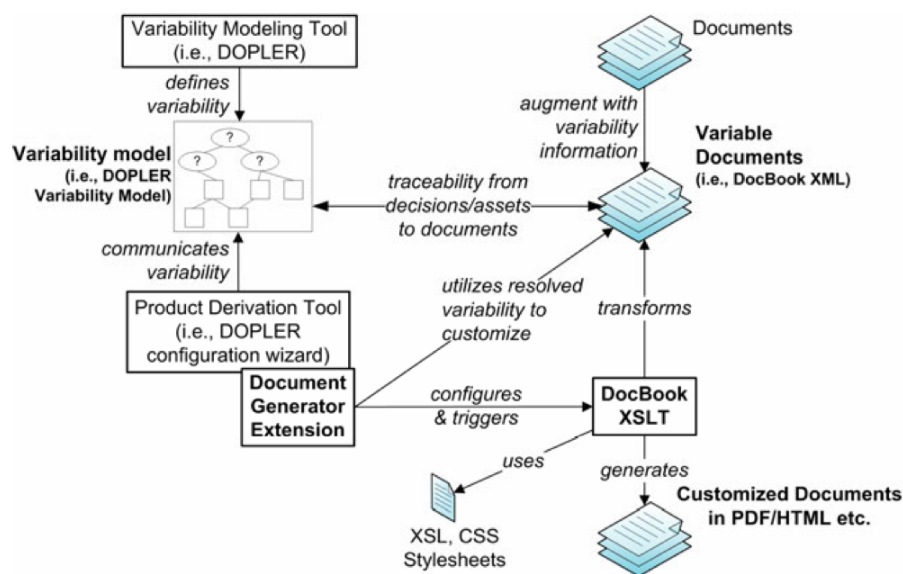 Variability Modeling Tool
(i.e., DOPLER)
Documents
defines
variability
augment with
variability
information
Variable
Documents
(i.e., DocBook XML)
Variability model
(i.e., DOPLER
Variability Model)
?
?
?
traceability from
decisions/assets
to documents
communicates
variability
utilizes resolved
variability to
customize
transforms
Product Derivation Tool
(i.e., DOPLER
configuration wizard)
Document
Generator
Extension
configures
& triggers
DocBook
XSLT
uses
generates
XSL, CSS
Stylesheets
Customized Documents
in PDF/HTML etc.